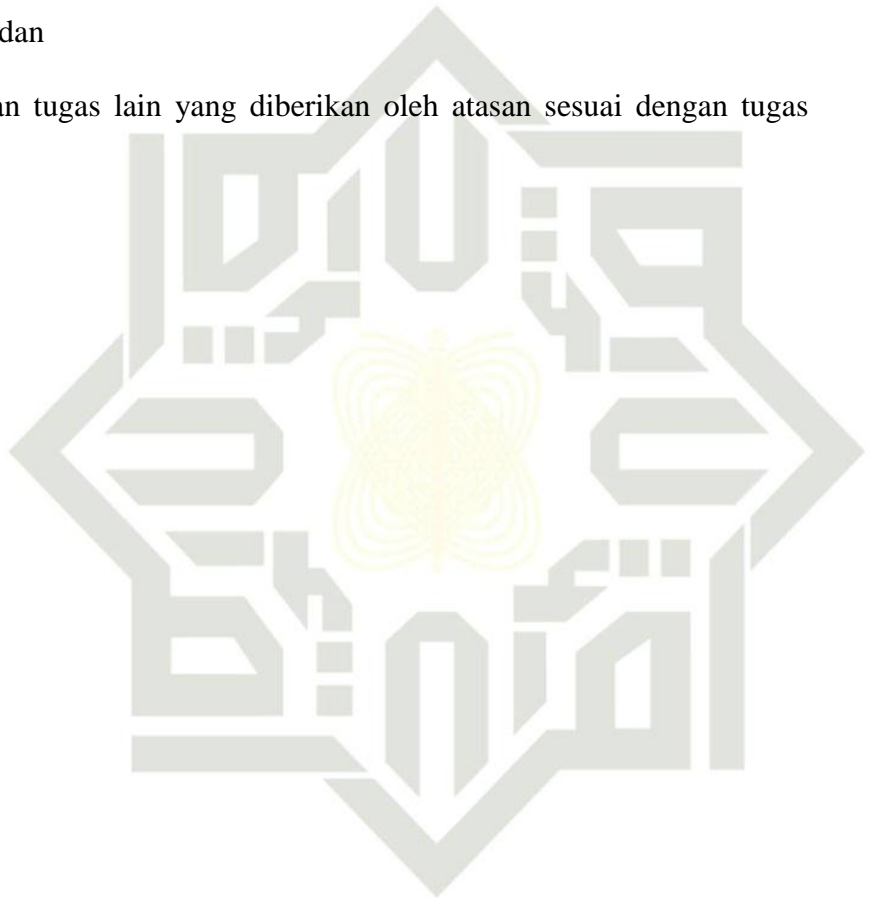 dan
an tugas lain yang diberikan oleh atasan sesuai dengan tugas